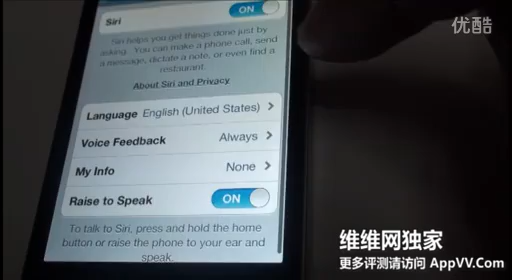 优酷
Siri ON
Siri helps you get things done just by
asking. You can make a phone call, send
a message, dictate a note, or even find a
restaurant.
About Siri and Privacy
Language English (United States)
Voice Feedback Always
My Info None
Raise to Speak ON
To talk to Siri, press and hold the home
button or raise the phone to your ear and
speak.
维维网独家
更多评测请访问 AppVV.Com